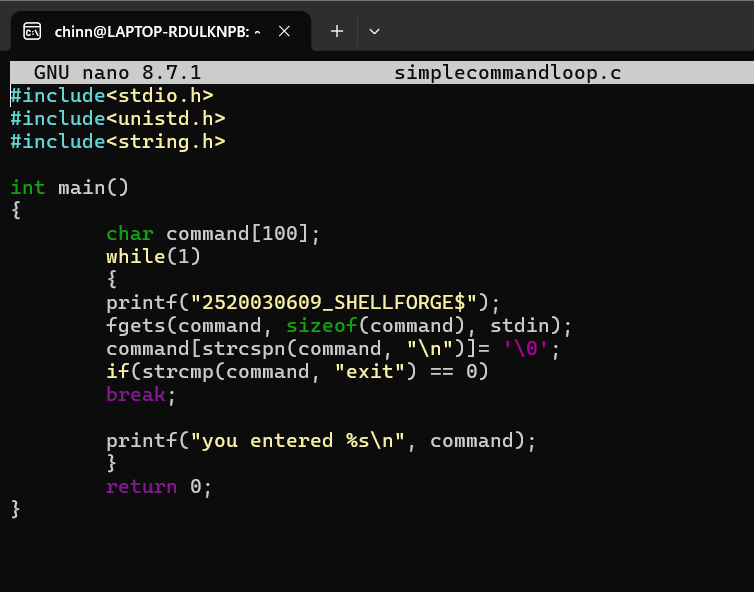 chinn@LAPTOP-RDULKNPB: ~
GNU nano 8.7.1 simplecommandloop.c
#include<stdio.h>
#include<unistd.h>
#include<string.h>
int main()
{
char command[100];
while(1)
{
printf("2520030609_SHELLFORGE$");
fgets(command, sizeof(command), stdin);
command[strcspn(command, "\n")]= '\0';
if(strcmp(command, "exit") == 0)
break;
printf("you entered %s\n", command);
}
return 0;
}